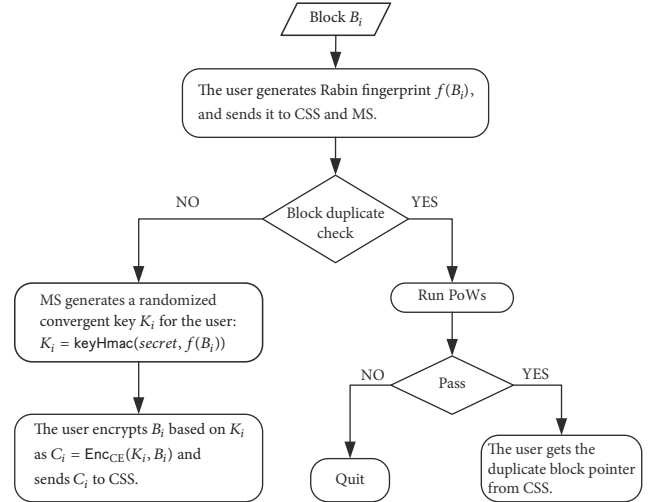 Block B_i
The user generates Rabin fingerprint f(B_i),
and sends it to CSS and MS.
NO
YES
Block duplicate
check
MS generates a randomized
convergent key K_i for the user:
K_i = keyHmac(secret, f(B_i))
Run PoWs
NO
YES
Pass
The user encrypts B_i based on K_i
as C_i = Enc_CE(K_i, B_i) and
sends C_i to CSS.
Quit
The user gets the
duplicate block pointer
from CSS.